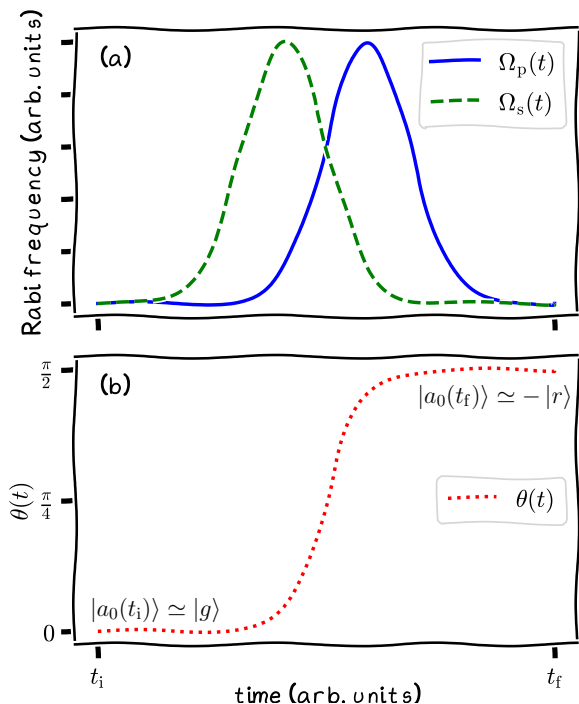 Rabi frequency (arb. units)
(a)
Ω_p(t)
Ω_s(t)
(b)
π/2
|a_0(t_f)⟩ ≃ −|r⟩
θ(t)
π/4
θ(t)
|a_0(t_i)⟩ ≃ |g⟩
0
t_i
t_f
time (arb. units)